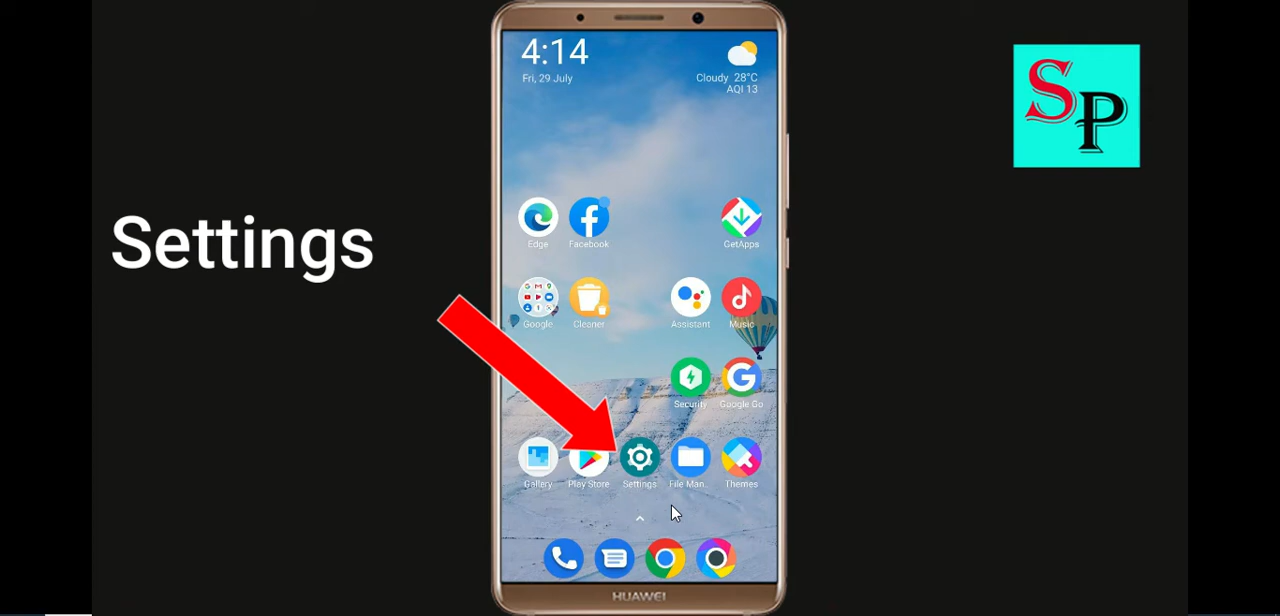 4:14
Fri, 29 July
Cloudy 28°C
AQI 13
SP
Settings
Edge
Facebook
GetApps
Google
Cleaner
Assistant
Music
Security
Google Go
Gallery
Play Store
Settings
File Man..
Themes
HUAWEI